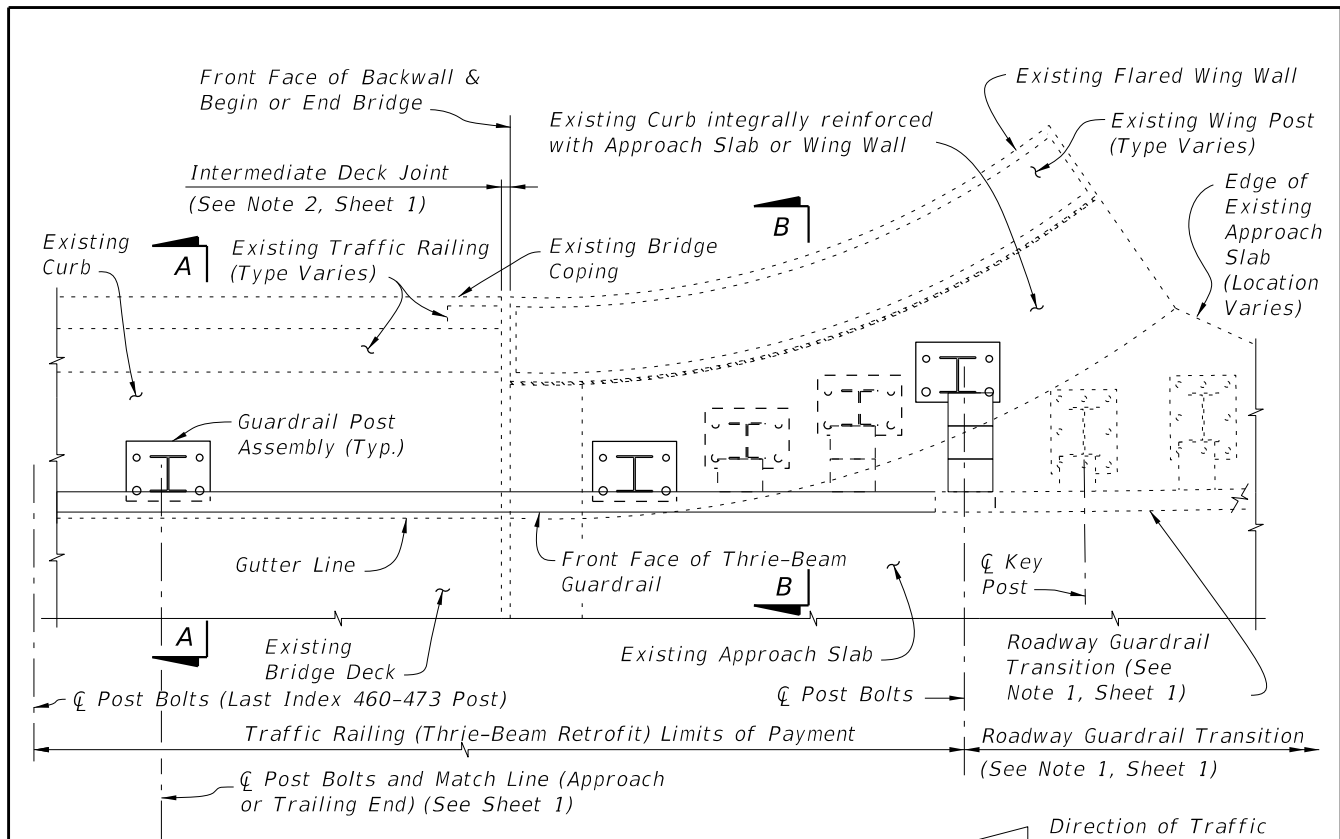 Front Face of Backwall &
Begin or End Bridge
Existing Flared Wing Wall
Existing Curb integrally reinforced
with Approach Slab or Wing Wall
Existing Wing Post
(Type Varies)
Intermediate Deck Joint
(See Note 2, Sheet 1)
Edge of
Existing
Approach
Slab
(Location
Varies)
Existing
Curb
A
Existing Traffic Railing
(Type Varies)
Existing Bridge
Coping
B
Guardrail Post
Assembly (Typ.)
Gutter Line
Front Face of Thrie-Beam
Guardrail
B
℄ Key
Post
A
Existing
Bridge Deck
Existing Approach Slab
Roadway Guardrail
Transition (See
Note 1, Sheet 1)
℄ Post Bolts (Last Index 460-473 Post)
℄ Post Bolts
Traffic Railing (Thrie-Beam Retrofit) Limits of Payment
Roadway Guardrail Transition
(See Note 1, Sheet 1)
℄ Post Bolts and Match Line (Approach
or Trailing End) (See Sheet 1)
Direction of Traffic